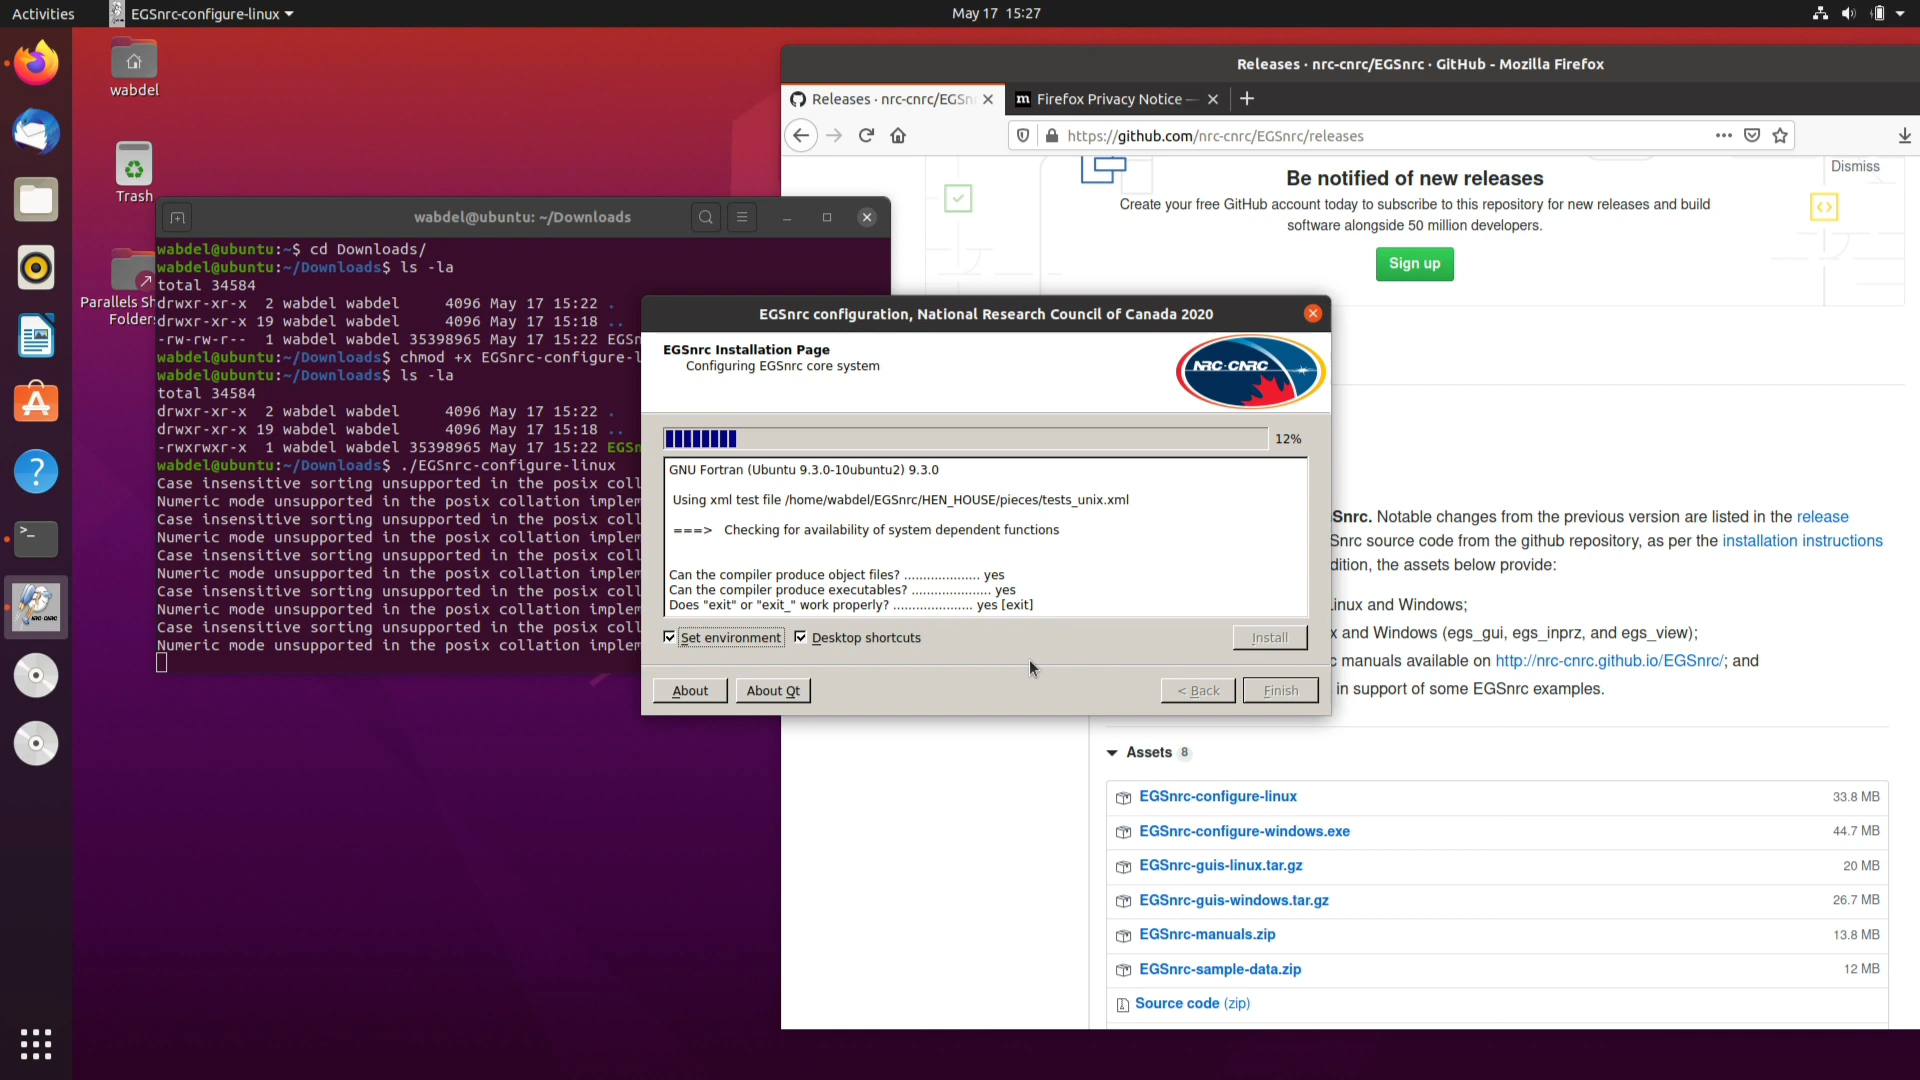 Activities
EGSnrc-configure-linux
May 17 15:27
wabdel
Trash
Parallels Sh
Folder
wabdel@ubuntu: ~/Downloads
wabdel@ubuntu:~$ cd Downloads/
wabdel@ubuntu:~/Downloads$ ls -la
total 34584
drwxr-xr-x 2 wabdel wabdel 4096 May 17 15:22 .
drwxr-xr-x 19 wabdel wabdel 4096 May 17 15:18 ..
-rw-rw-r-- 1 wabdel wabdel 35398965 May 17 15:22 EGSn
wabdel@ubuntu:~/Downloads$ chmod +x EGSnrc-configure-l
wabdel@ubuntu:~/Downloads$ ls -la
total 34584
drwxr-xr-x 2 wabdel wabdel 4096 May 17 15:22 .
drwxr-xr-x 19 wabdel wabdel 4096 May 17 15:18 ..
-rwxrwxr-x 1 wabdel wabdel 35398965 May 17 15:22 EGSn
wabdel@ubuntu:~/Downloads$ ./EGSnrc-configure-linux
Case insensitive sorting unsupported in the posix coll
Numeric mode unsupported in the posix collation implem
Case insensitive sorting unsupported in the posix coll
Numeric mode unsupported in the posix collation implem
Case insensitive sorting unsupported in the posix coll
Numeric mode unsupported in the posix collation implem
Case insensitive sorting unsupported in the posix coll
Numeric mode unsupported in the posix collation implem
Case insensitive sorting unsupported in the posix coll
Numeric mode unsupported in the posix collation implem
EGSnrc configuration, National Research Council of Canada 2020
EGSnrc Installation Page
Configuring EGSnrc core system
NRC·CNRC
12%
GNU Fortran (Ubuntu 9.3.0-10ubuntu2) 9.3.0
Using xml test file /home/wabdel/EGSnrc/HEN_HOUSE/pieces/tests_unix.xml
===> Checking for availability of system dependent functions
Can the compiler produce object files? ................... yes
Can the compiler produce executables? .................... yes
Does "exit" or "exit_" work properly? .................... yes [exit]
Set environment
Desktop shortcuts
Install
About
About Qt
< Back
Finish
Releases · nrc-cnrc/EGSnrc · GitHub - Mozilla Firefox
Releases · nrc-cnrc/EGSn
Firefox Privacy Notice —
https://github.com/nrc-cnrc/EGSnrc/releases
Dismiss
Be notified of new releases
Create your free GitHub account today to subscribe to this repository for new releases and build
software alongside 50 million developers.
Sign up
Snrc. Notable changes from the previous version are listed in the release
Snrc source code from the github repository, as per the installation instructions
dition, the assets below provide:
inux and Windows;
x and Windows (egs_gui, egs_inprz, and egs_view);
c manuals available on http://nrc-cnrc.github.io/EGSnrc/; and
in support of some EGSnrc examples.
Assets 8
EGSnrc-configure-linux 33.8 MB
EGSnrc-configure-windows.exe 44.7 MB
EGSnrc-guis-linux.tar.gz 20 MB
EGSnrc-guis-windows.tar.gz 26.7 MB
EGSnrc-manuals.zip 13.8 MB
EGSnrc-sample-data.zip 12 MB
Source code (zip)